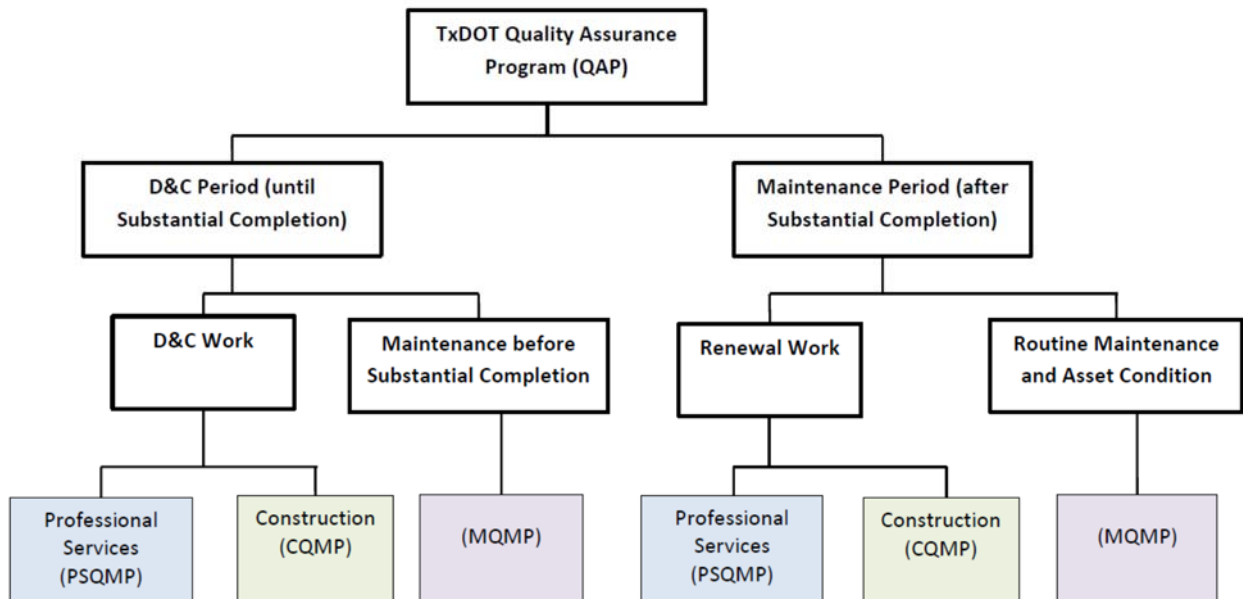 TxDOT Quality Assurance
Program (QAP)
D&C Period (until
Substantial Completion)
Maintenance Period (after
Substantial Completion)
D&C Work
Maintenance before
Substantial Completion
Renewal Work
Routine Maintenance
and Asset Condition
Professional
Services
(PSQMP)
Construction
(CQMP)
(MQMP)
Professional
Services
(PSQMP)
Construction
(CQMP)
(MQMP)